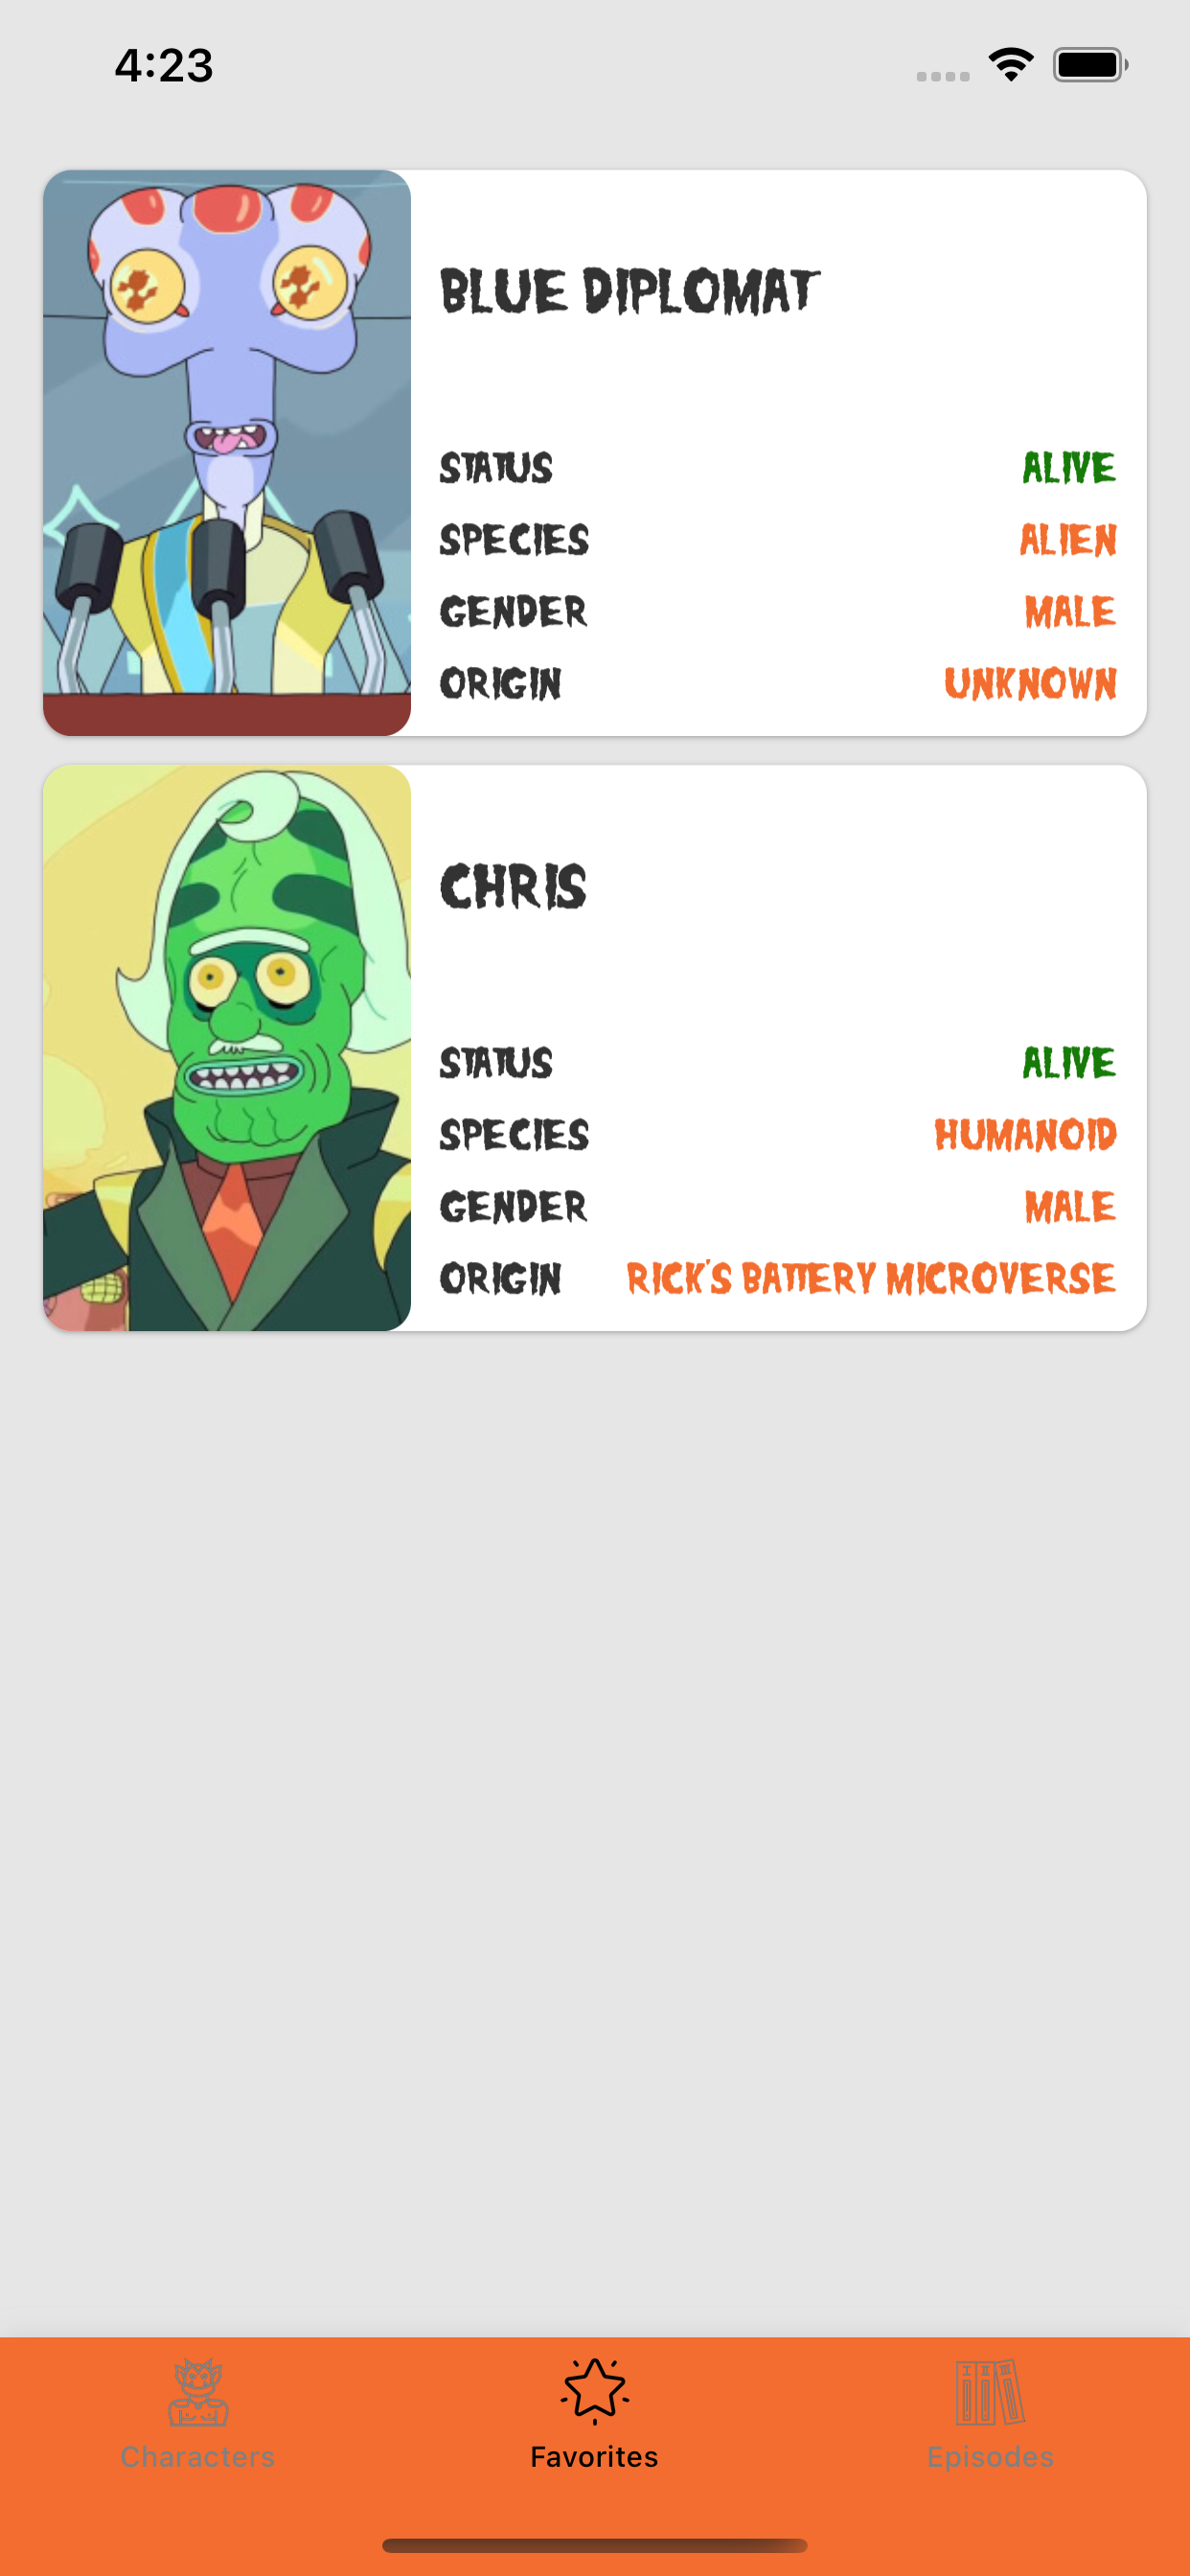 4:23
BLUE DIPLOMAT
STATUS ALIVE
SPECIES ALIEN
GENDER MALE
ORIGIN UNKNOWN
CHRIS
STATUS ALIVE
SPECIES HUMANOID
GENDER MALE
ORIGIN RICK'S BATTERY MICROVERSE
Characters Favorites Episodes